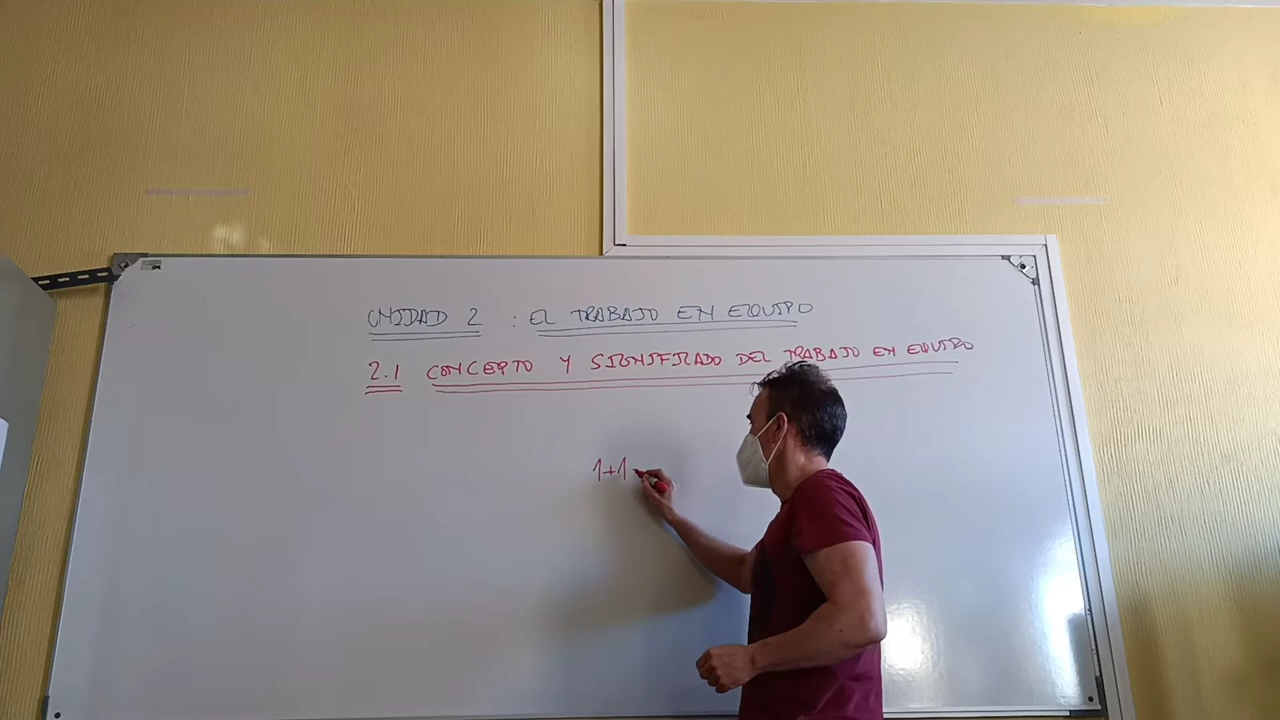 UNIDAD 2 : EL TRABAJO EN EQUIPO
2.1 CONCEPTO Y SIGNIFICADO DEL TRABAJO EN EQUIPO
1+1